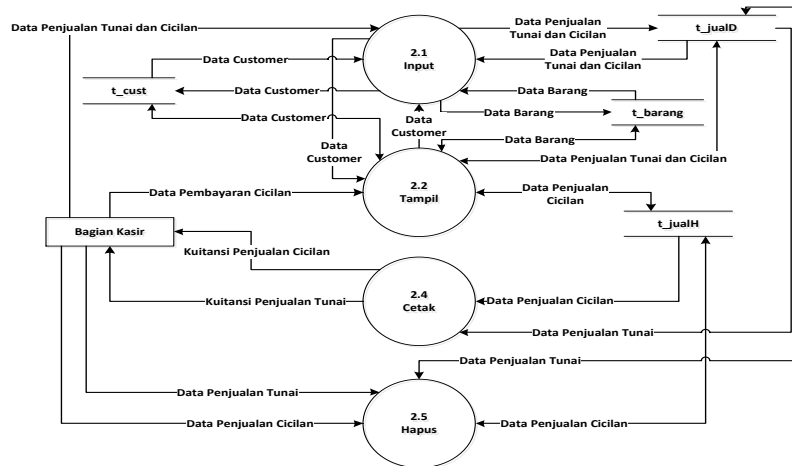 Data Penjualan Tunai dan Cicilan
2.1
Input
Data Penjualan
Tunai dan Cicilan
t_jualD
Data Penjualan
Tunai dan Cicilan
Data Customer
t_cust
Data Customer
Data Customer
Data Barang
Data Barang
t_barang
Data
Customer
Data Barang
Data
Customer
Data Penjualan Tunai dan Cicilan
2.2
Tampil
Data Pembayaran Cicilan
Data Penjualan
Cicilan
t_jualH
Bagian Kasir
Kuitansi Penjualan Cicilan
2.4
Cetak
Kuitansi Penjualan Tunai
Data Penjualan Cicilan
Data Penjualan Tunai
Data Penjualan Tunai
Data Penjualan Tunai
2.5
Hapus
Data Penjualan Cicilan
Data Penjualan Cicilan